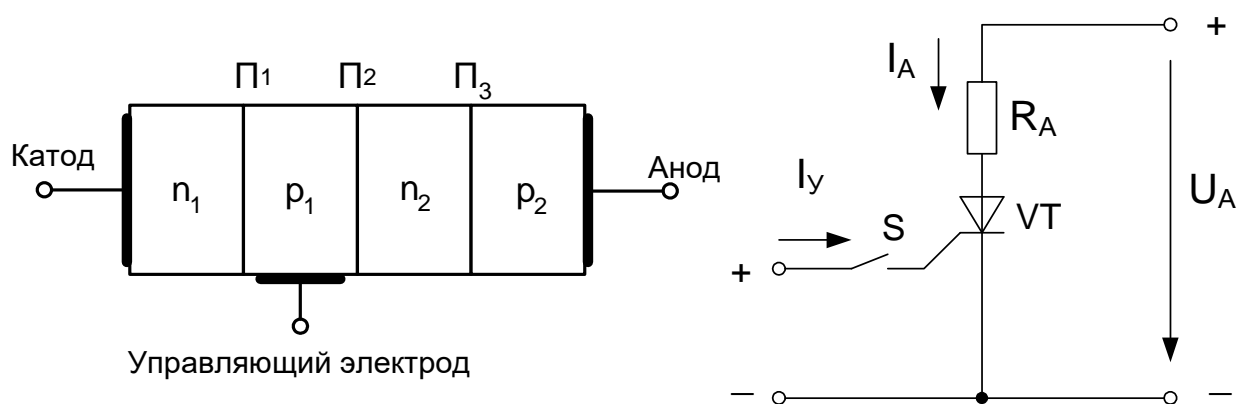 П1 П2 П3
Катод
n1 p1 n2 p2
Анод
Управляющий электрод
+
IA
RA
IУ
S
VT
UA
+
– –